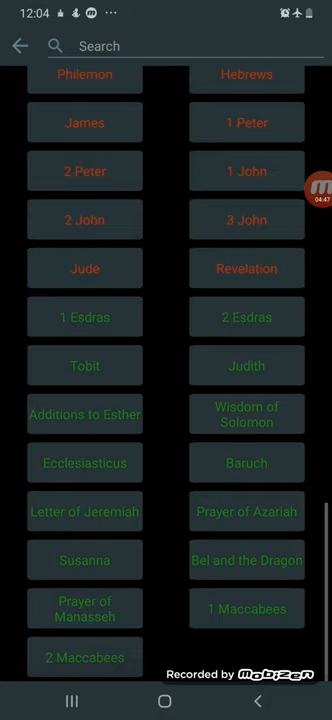 12:04
Search
Philemon
Hebrews
James
1 Peter
2 Peter
1 John
04:47
2 John
3 John
Jude
Revelation
1 Esdras
2 Esdras
Tobit
Judith
Additions to Esther
Wisdom of
Solomon
Ecclesiasticus
Baruch
Letter of Jeremiah
Prayer of Azariah
Susanna
Bel and the Dragon
Prayer of
Manasseh
1 Maccabees
2 Maccabees
Recorded by mobizen